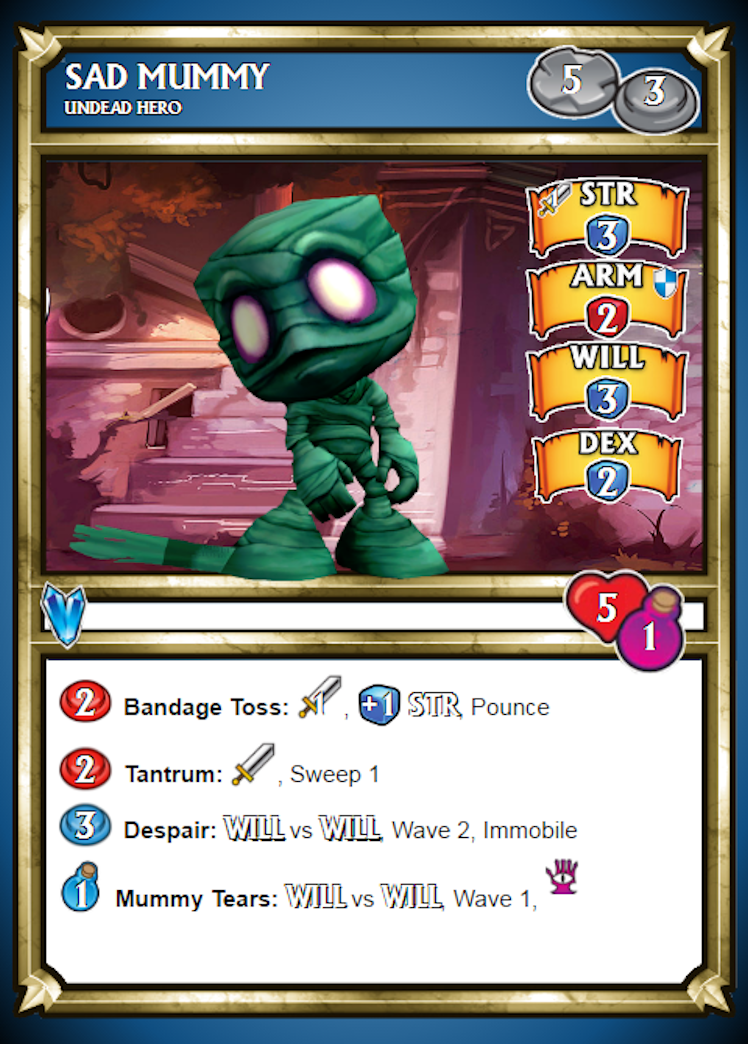 SAD MUMMY
UNDEAD HERO
5 3
1 STR
3
ARM
2
WILL
3
DEX
2
5
1
2 Bandage Toss: 1, +1 STR, Pounce
2 Tantrum: , Sweep 1
3 Despair: WILL vs WILL, Wave 2, Immobile
1 Mummy Tears: WILL vs WILL, Wave 1,